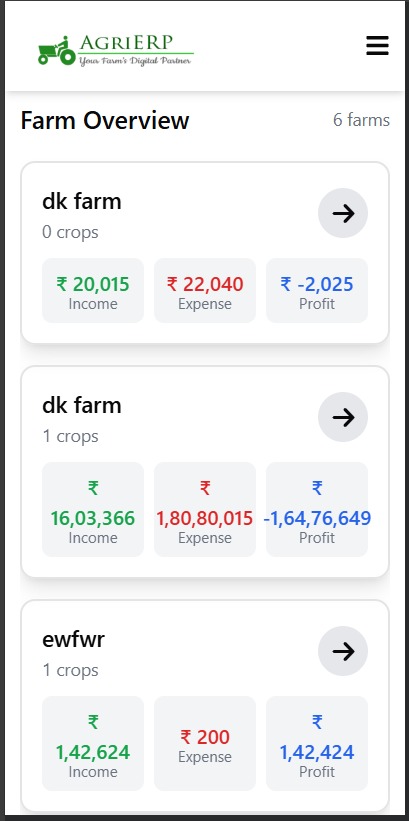 AgriERP
Your Farm's Digital Partner
Farm Overview 6 farms
dk farm
0 crops
₹ 20,015 ₹ 22,040 ₹ -2,025
Income Expense Profit
dk farm
1 crops
₹ ₹ ₹
16,03,366 1,80,80,015 -1,64,76,649
Income Expense Profit
ewfwr
1 crops
₹ ₹ 200 ₹
1,42,624 1,42,424
Income Expense Profit